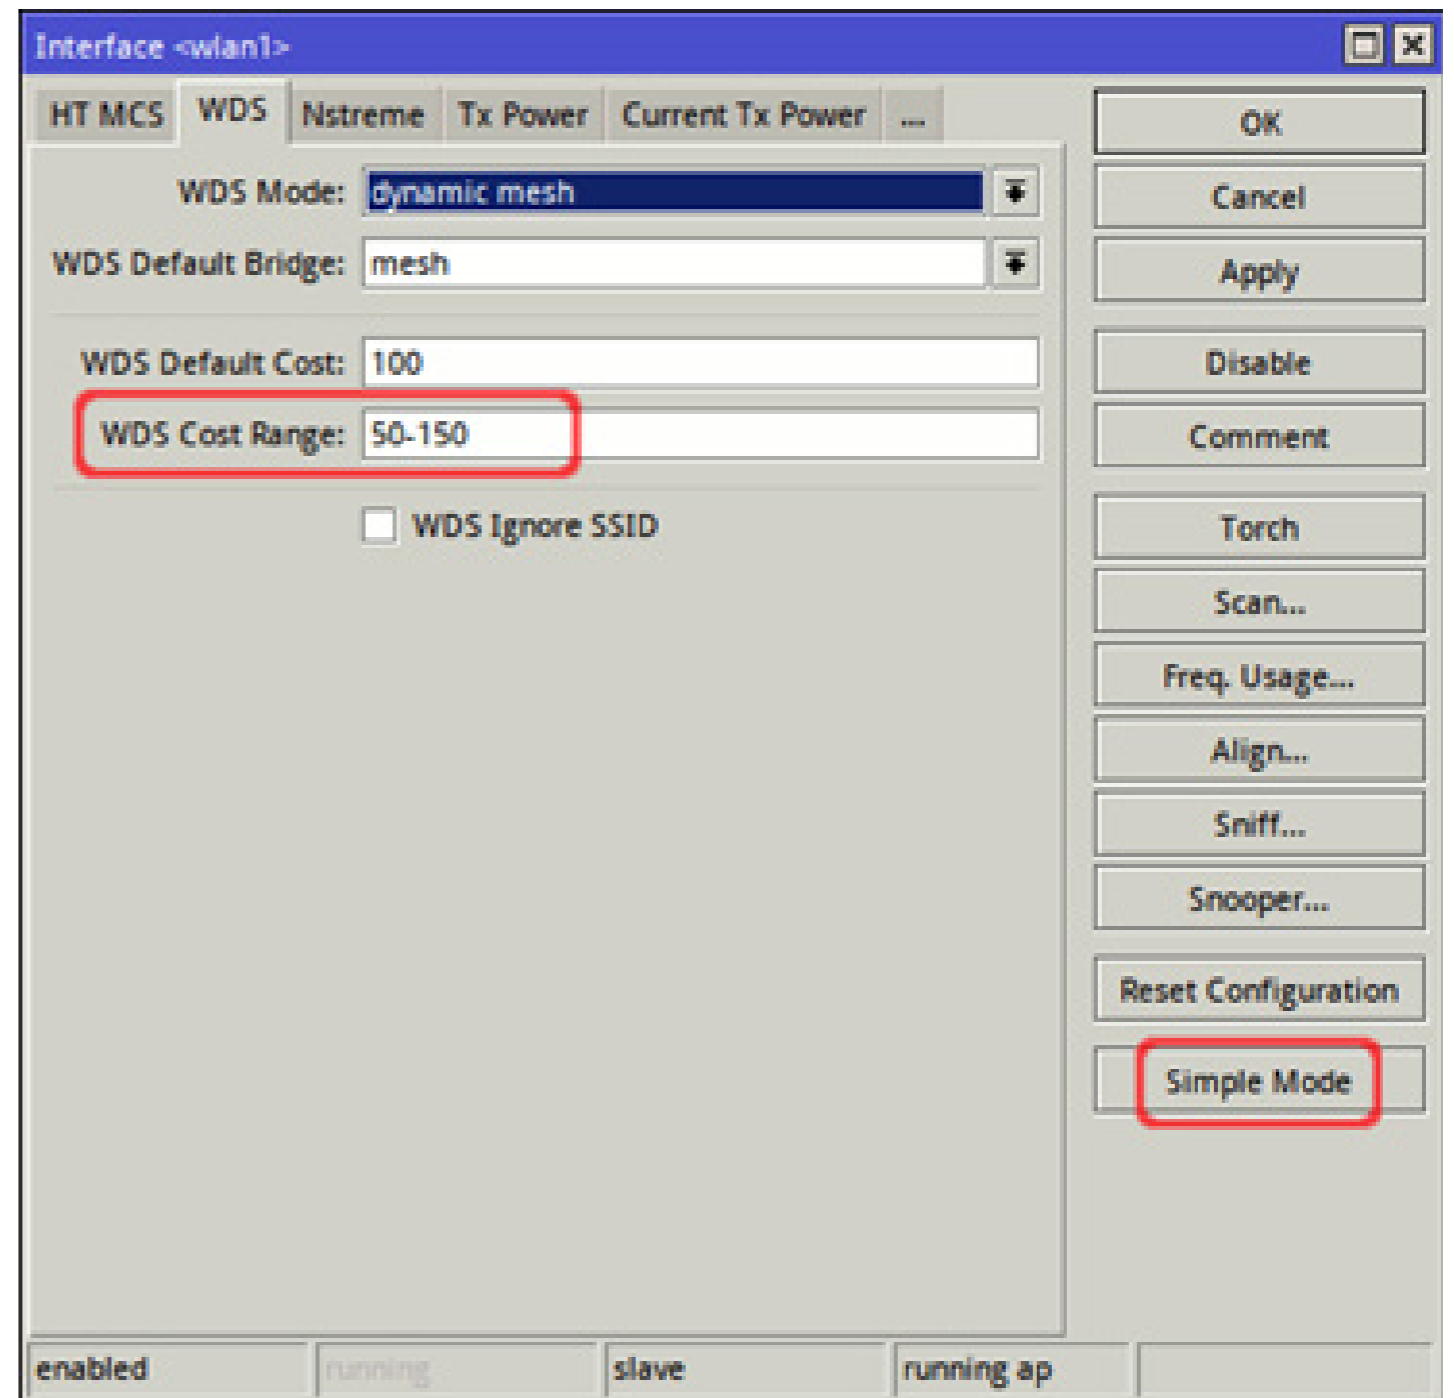 Interface <wlan1>
HT MCS WDS Nstreme Tx Power Current Tx Power ...
WDS Mode: dynamic mesh
WDS Default Bridge: mesh
WDS Default Cost: 100
WDS Cost Range: 50-150
WDS Ignore SSID
OK
Cancel
Apply
Disable
Comment
Torch
Scan...
Freq. Usage...
Align...
Sniff...
Snooper...
Reset Configuration
Simple Mode
enabled running slave running ap